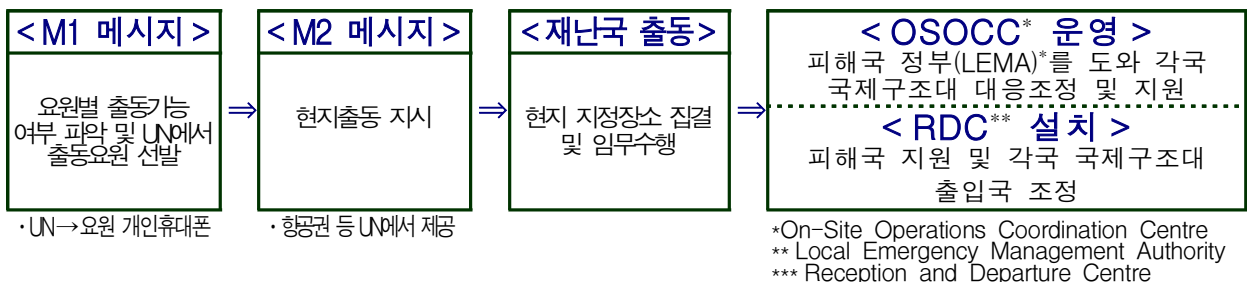 < M1 메시지 >
요원별 출동가능
여부 파악 및 UN에서
출동요원 선발
· UN→요원 개인휴대폰
⇒
< M2 메시지 >
현지출동 지시
· 항공권 등 UN에서 제공
⇒
<재난국 출동>
현지 지정장소 집결
및 임무수행
⇒
< OSOCC* 운영 >
피해국 정부(LEMA)*를 도와 각국
국제구조대 대응조정 및 지원
< RDC** 설치 >
피해국 지원 및 각국 국제구조대
출입국 조정
*On-Site Operations Coordination Centre
** Local Emergency Management Authority
*** Reception and Departure Centre